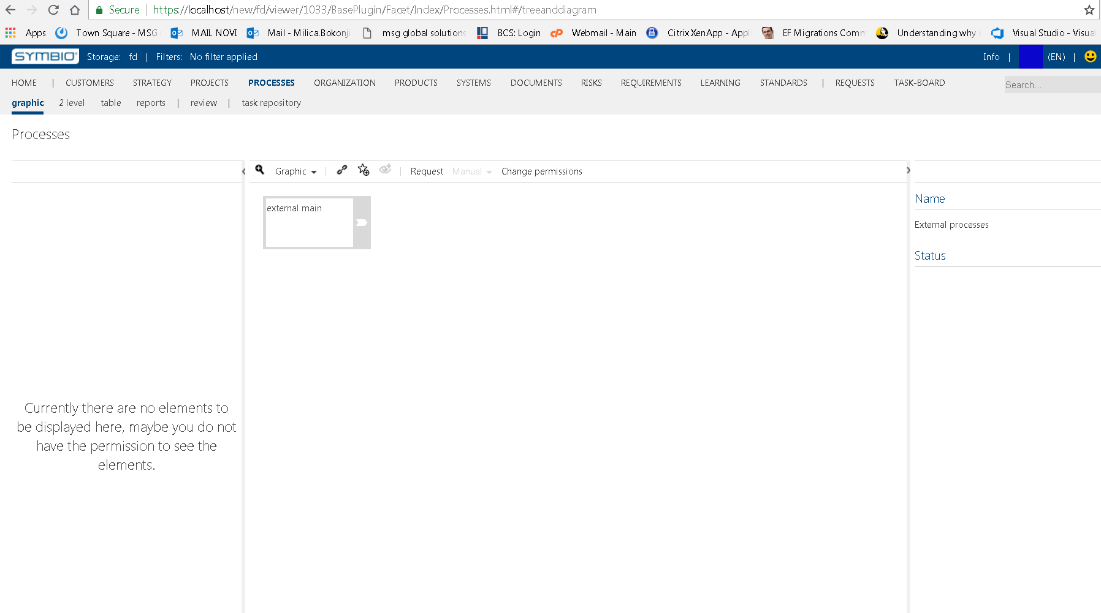 Secure https://localhost/new/fd/viewer/1033/BasePlugin/Facet/Index/Processes.html#/treeanddiagram
Apps Town Square - MSG MAIL NOVI Mail - Milica.Bokonji msg global solutions BCS: Login Webmail - Main CitrixXenApp - Appl EF Migrations Comm Understanding why Visual Studio - Visual
SYMBIO Storage: fd | Filters: No filter applied Info | (EN) |
HOME | CUSTOMERS STRATEGY PROJECTS PROCESSES ORGANIZATION PRODUCTS SYSTEMS DOCUMENTS RISKS REQUIREMENTS LEARNING STANDARDS | REQUESTS TASK-BOARD Search...
graphic 2 level table reports | review | task repository
Processes
Graphic | Request Manual Change permissions
external main
Name
External processes
Status
Currently there are no elements to
be displayed here, maybe you do not
have the permission to see the
elements.